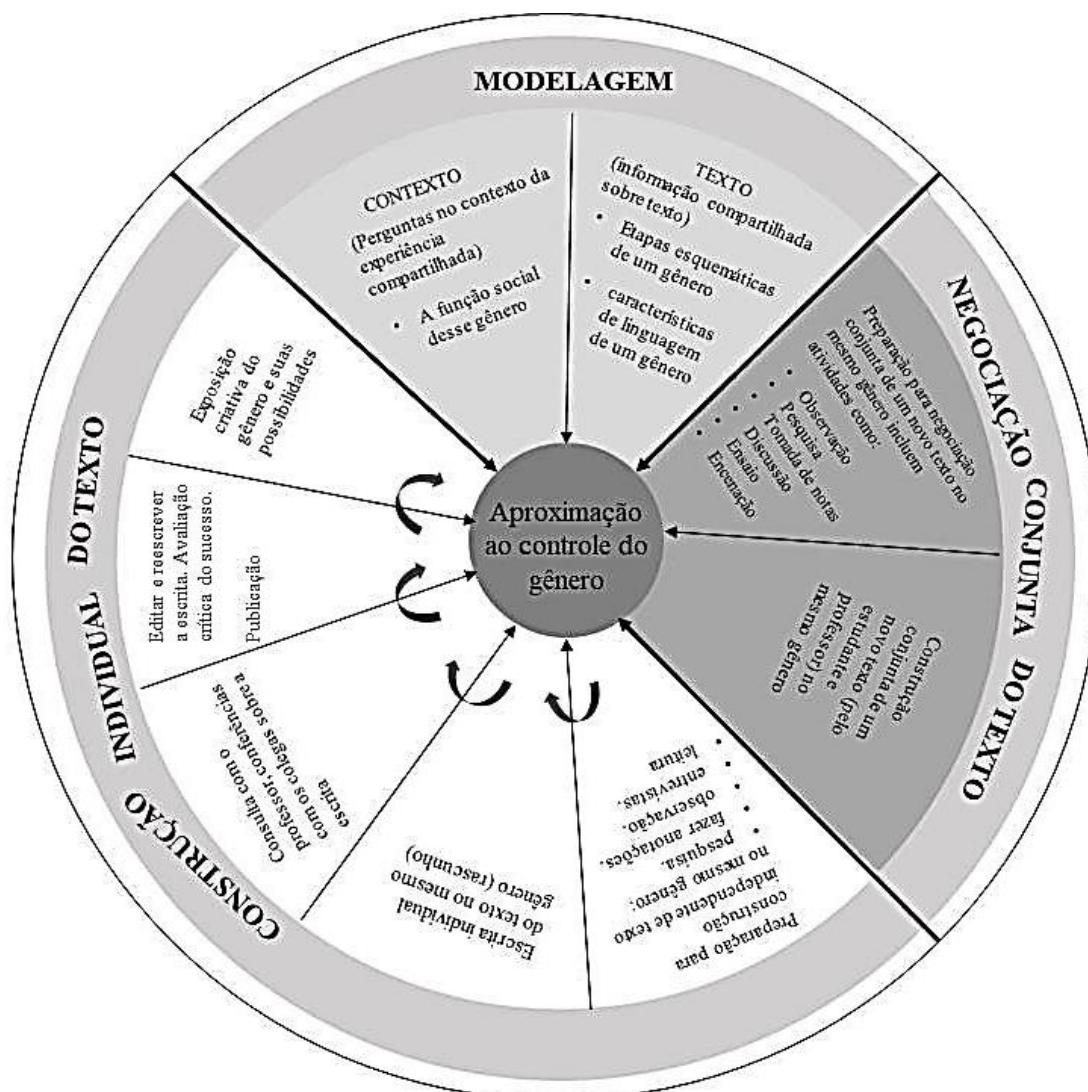 MODELAGEM
CONTEXTO
(Perguntas no contexto da
experiência
compartilhada)
• A função social
desse gênero
TEXTO
(informação compartilhada
sobre texto)
• Etapas esquemáticas
de um gênero
• características
de linguagem
de um gênero
NEGOCIAÇÃO CONJUNTA DO TEXTO
Preparação para negociação
conjunta de um novo texto no
mesmo gênero incluem
atividades como:
• Observação
• Pesquisa
• Tomada de notas
• Discussão
• Ensaio
• Encenação
Construção
conjunta de um
novo texto (pelo
estudante e
professor) no
mesmo gênero
CONSTRUÇÃO INDIVIDUAL DO TEXTO
Preparação para
construção
independente de texto
no mesmo gênero:
• pesquisa.
• fazer anotações.
• observação.
• entrevistas.
• leitura
Escrita individual
do texto no mesmo
gênero (rascunho)
Consulta com o
professor, conferências
com os colegas sobre a
escrita
Editar e reescrever
a escrita. Avaliação
crítica do sucesso.
Publicação
Exposição
criativa do
gênero e suas
possibilidades
Aproximação
ao controle do
gênero